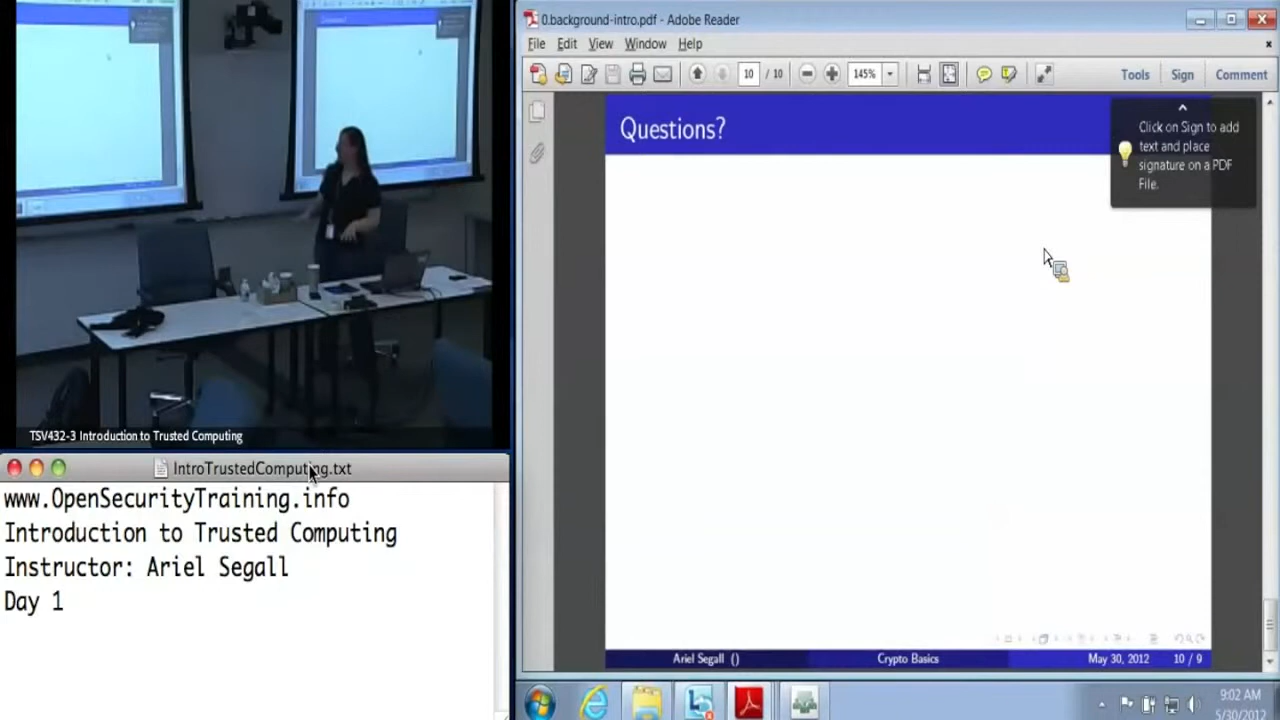 TSV432-3 Introduction to Trusted Computing
IntroTrustedComputing.txt
www.OpenSecurityTraining.info
Introduction to Trusted Computing
Instructor: Ariel Segall
Day 1
0.background-intro.pdf - Adobe Reader
File Edit View Window Help
10 / 10 145% Tools Sign Comment
Questions?
Click on Sign to add
text and place
signature on a PDF
File.
Ariel Segall () Crypto Basics May 30, 2012 10 / 9
9:02 AM
5/30/2012